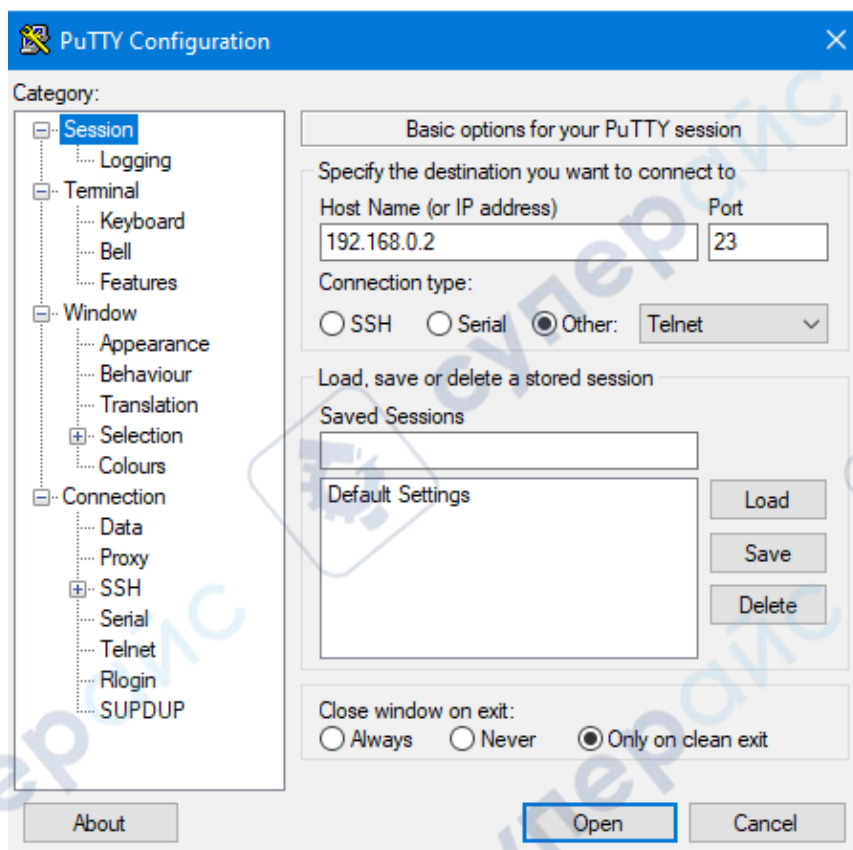 PuTTY Configuration
Category:
Session
Logging
Terminal
Keyboard
Bell
Features
Window
Appearance
Behaviour
Translation
Selection
Colours
Connection
Data
Proxy
SSH
Serial
Telnet
Rlogin
SUPDUP
Basic options for your PuTTY session
Specify the destination you want to connect to
Host Name (or IP address) Port
192.168.0.2 23
Connection type:
SSH Serial Other: Telnet
Load, save or delete a stored session
Saved Sessions
Default Settings
Load
Save
Delete
Close window on exit:
Always Never Only on clean exit
About Open Cancel
суперайс